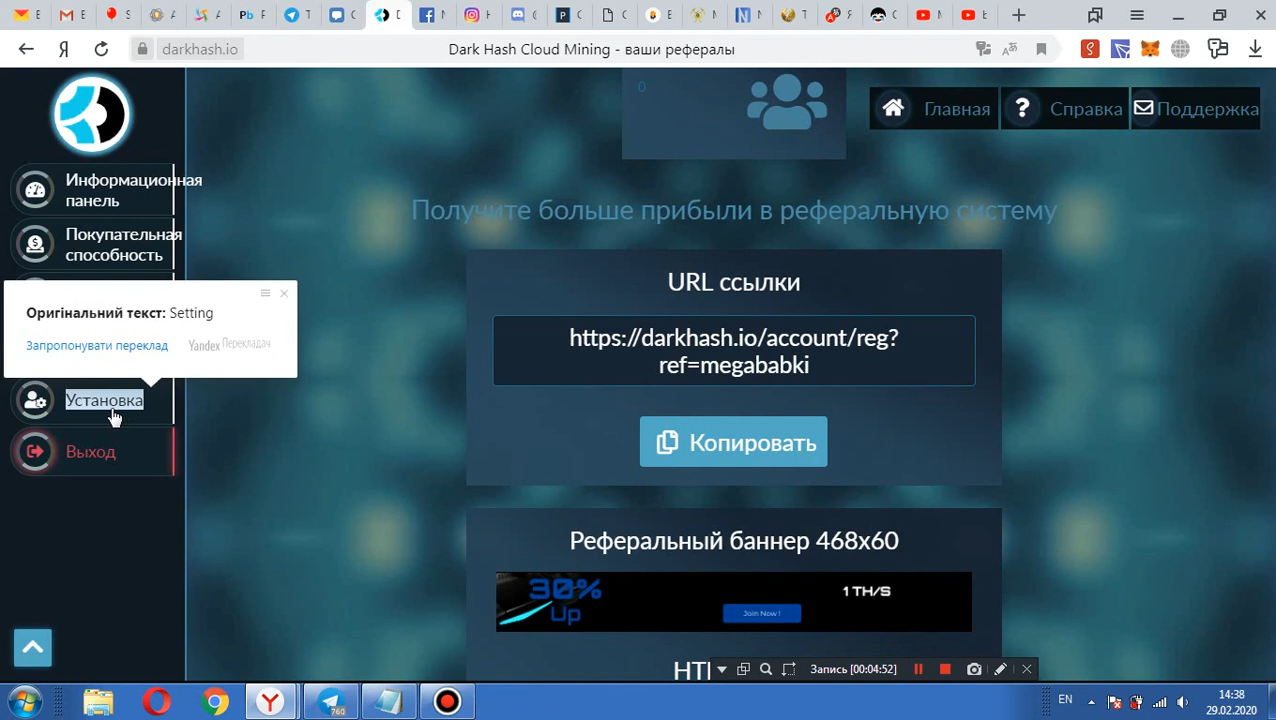 darkhash.io
Dark Hash Cloud Mining - ваши рефералы
0
Главная
Справка
Поддержка
Информационная
панель
Покупательная
способность
Получите больше прибыли в реферальную систему
URL ссылки
https://darkhash.io/account/reg?
ref=megababki
Оригінальний текст: Setting
Запропонувати переклад
Yandex Перекладач
Установка
Копировать
Выход
Реферальный баннер 468x60
30%
Up
1 TH/S
Join Now !
Запись [00:04:52]
760
EN
14:38
29.02.2020